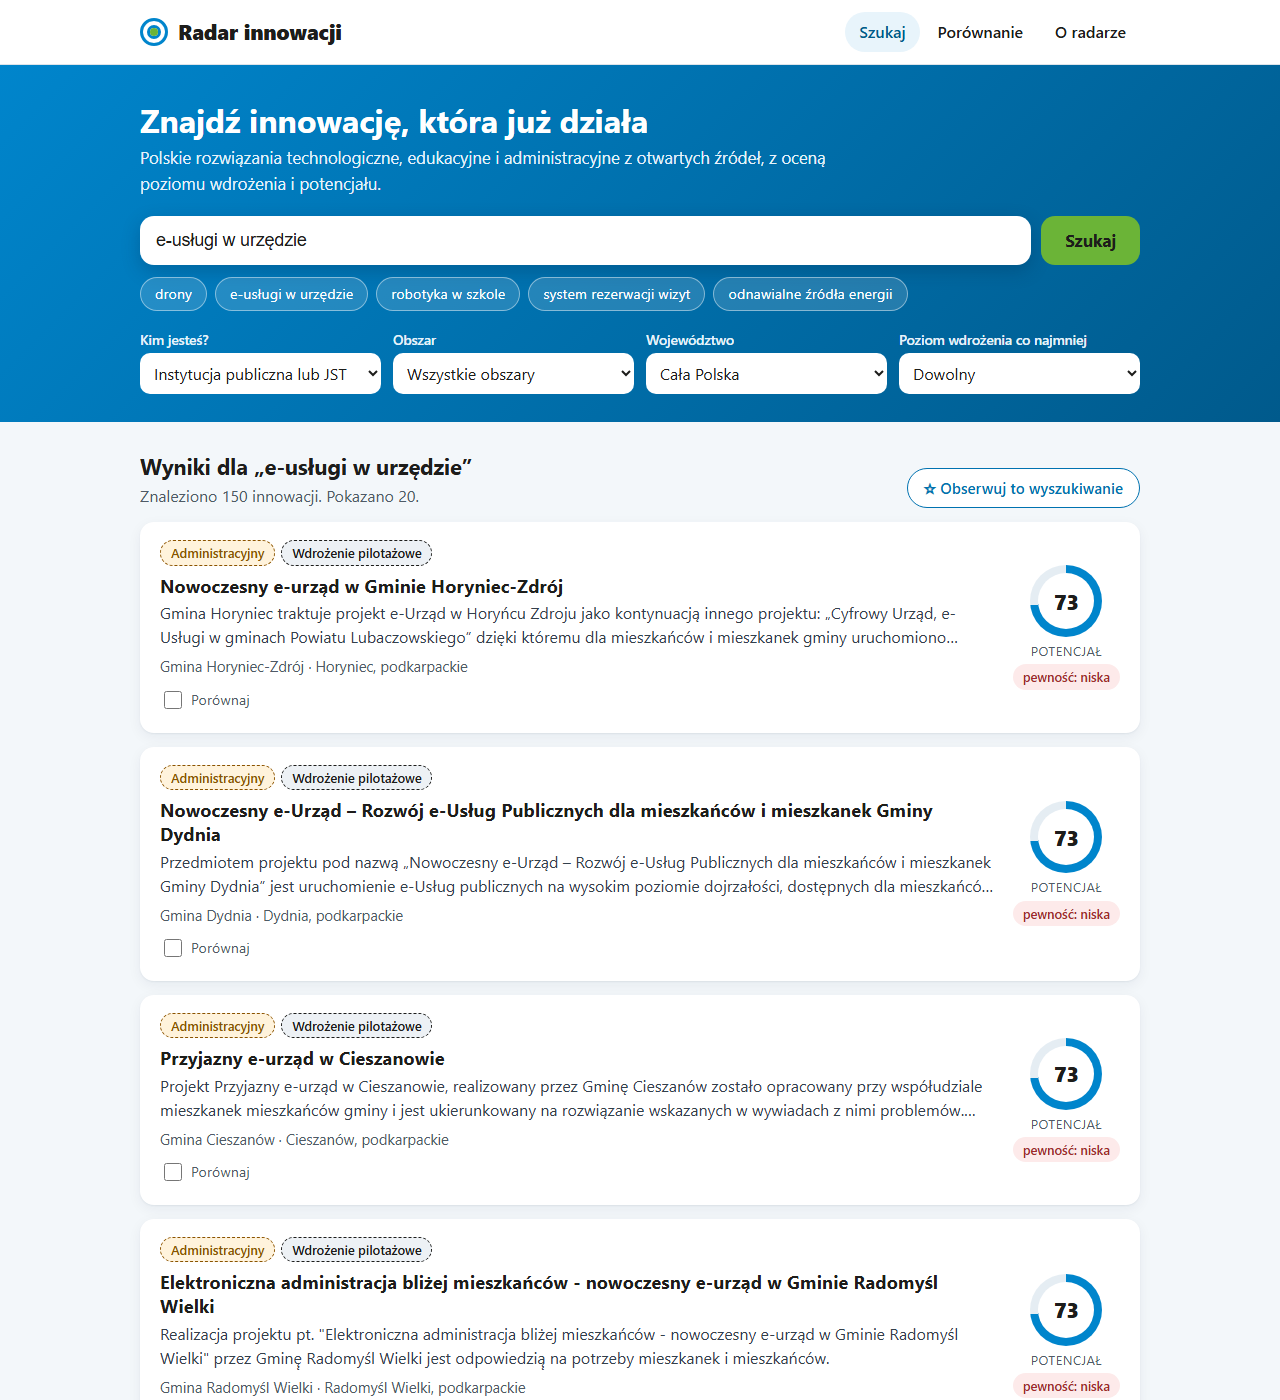 Radar innowacji
Szukaj
Porównanie
O radarze
Znajdź innowację, która już działa
Polskie rozwiązania technologiczne, edukacyjne i administracyjne z otwartych źródeł, z oceną
poziomu wdrożenia i potencjału.
e-usługi w urzędzie
Szukaj
drony
e-usługi w urzędzie
robotyka w szkole
system rezerwacji wizyt
odnawialne źródła energii
Kim jesteś?
Obszar
Województwo
Poziom wdrożenia co najmniej
Instytucja publiczna lub JST
Wszystkie obszary
Cała Polska
Dowolny
Wyniki dla „e-usługi w urzędzie”
Znaleziono 150 innowacji. Pokazano 20.
☆ Obserwuj to wyszukiwanie
Administracyjny
Wdrożenie pilotażowe
Nowoczesny e-urząd w Gminie Horyniec-Zdrój
Gmina Horyniec traktuje projekt e-Urząd w Horyńcu Zdroju jako kontynuacją innego projektu: „Cyfrowy Urząd, e-
Usługi w gminach Powiatu Lubaczowskiego” dzięki któremu dla mieszkańców i mieszkanek gminy uruchomiono…
Gmina Horyniec-Zdrój · Horyniec, podkarpackie
Porównaj
73
POTENCJAŁ
pewność: niska
Administracyjny
Wdrożenie pilotażowe
Nowoczesny e-Urząd – Rozwój e-Usług Publicznych dla mieszkańców i mieszkanek Gminy
Dydnia
Przedmiotem projektu pod nazwą „Nowoczesny e-Urząd – Rozwój e-Usług Publicznych dla mieszkańców i mieszkanek
Gminy Dydnia” jest uruchomienie e-Usług publicznych na wysokim poziomie dojrzałości, dostępnych dla mieszkańcó…
Gmina Dydnia · Dydnia, podkarpackie
Porównaj
73
POTENCJAŁ
pewność: niska
Administracyjny
Wdrożenie pilotażowe
Przyjazny e-urząd w Cieszanowie
Projekt Przyjazny e-urząd w Cieszanowie, realizowany przez Gminę Cieszanów zostało opracowany przy współudziale
mieszkanek mieszkańców gminy i jest ukierunkowany na rozwiązanie wskazanych w wywiadach z nimi problemów.…
Gmina Cieszanów · Cieszanów, podkarpackie
Porównaj
73
POTENCJAŁ
pewność: niska
Administracyjny
Wdrożenie pilotażowe
Elektroniczna administracja bliżej mieszkańców - nowoczesny e-urząd w Gminie Radomyśl
Wielki
Realizacja projektu pt. "Elektroniczna administracja bliżej mieszkańców - nowoczesny e-urząd w Gminie Radomyśl
Wielki" przez Gminę Radomyśl Wielki jest odpowiedzią na potrzeby mieszkanek i mieszkańców.
Gmina Radomyśl Wielki · Radomyśl Wielki, podkarpackie
73
POTENCJAŁ
pewność: niska